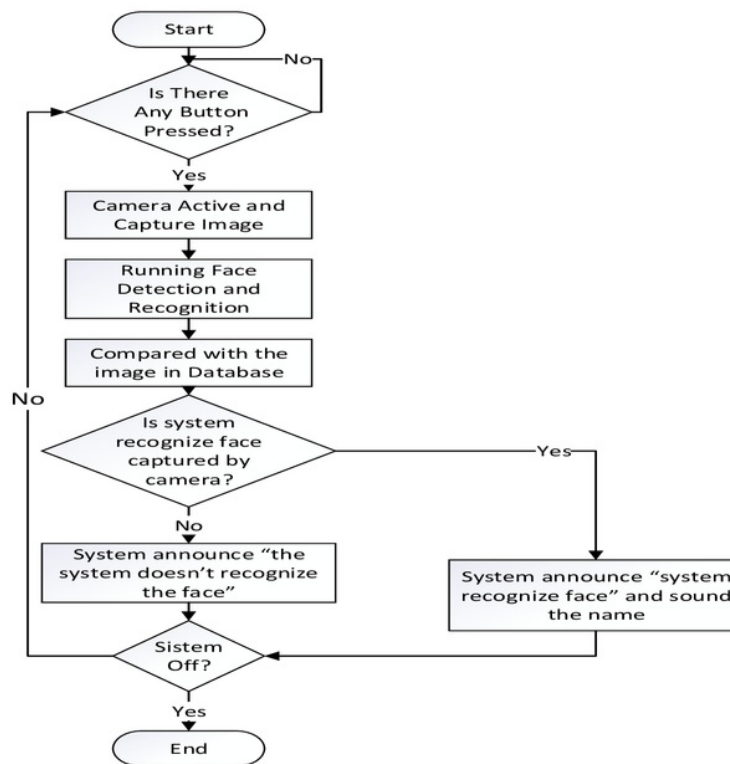 Start
No
Is There
Any Button
Pressed?
Yes
Camera Active and
Capture Image
Running Face
Detection and
Recognition
Compared with the
image in Database
No
Is system
recognize face
captured by
camera?
Yes
No
System announce “the
system doesn’t recognize
the face”
System announce “system
recognize face” and sound
the name
Sistem
Off?
Yes
End